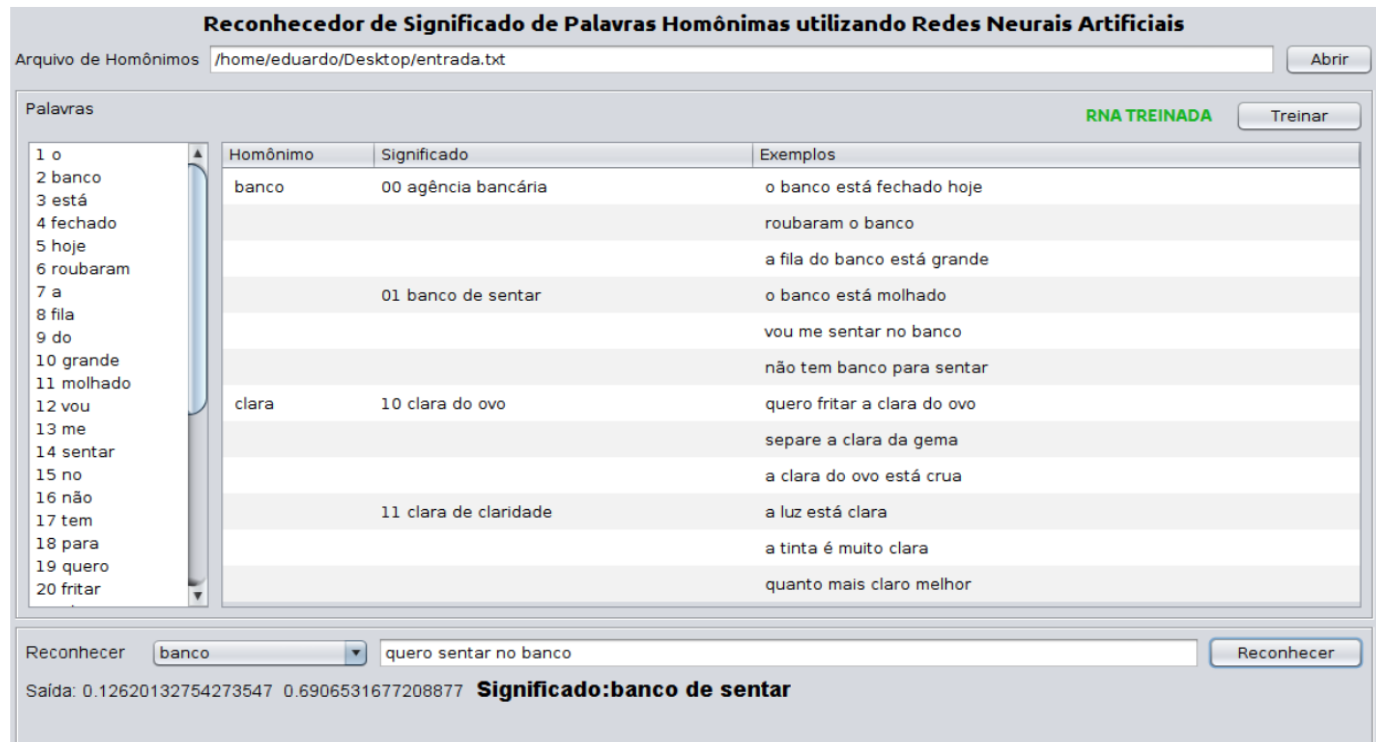 Reconhecedor de Significado de Palavras Homônimas utilizando Redes Neurais Artificiais
Arquivo de Homônimos /home/eduardo/Desktop/entrada.txt Abrir
Palavras
RNA TREINADA Treinar
1 o
2 banco
3 está
4 fechado
5 hoje
6 roubaram
7 a
8 fila
9 do
10 grande
11 molhado
12 vou
13 me
14 sentar
15 no
16 não
17 tem
18 para
19 quero
20 fritar
Homônimo Significado Exemplos
banco 00 agência bancária o banco está fechado hoje
roubaram o banco
a fila do banco está grande
01 banco de sentar o banco está molhado
vou me sentar no banco
não tem banco para sentar
clara 10 clara do ovo quero fritar a clara do ovo
separe a clara da gema
a clara do ovo está crua
11 clara de claridade a luz está clara
a tinta é muito clara
quanto mais claro melhor
Reconhecer banco quero sentar no banco Reconhecer
Saída: 0.12620132754273547 0.6906531677208877 Significado:banco de sentar